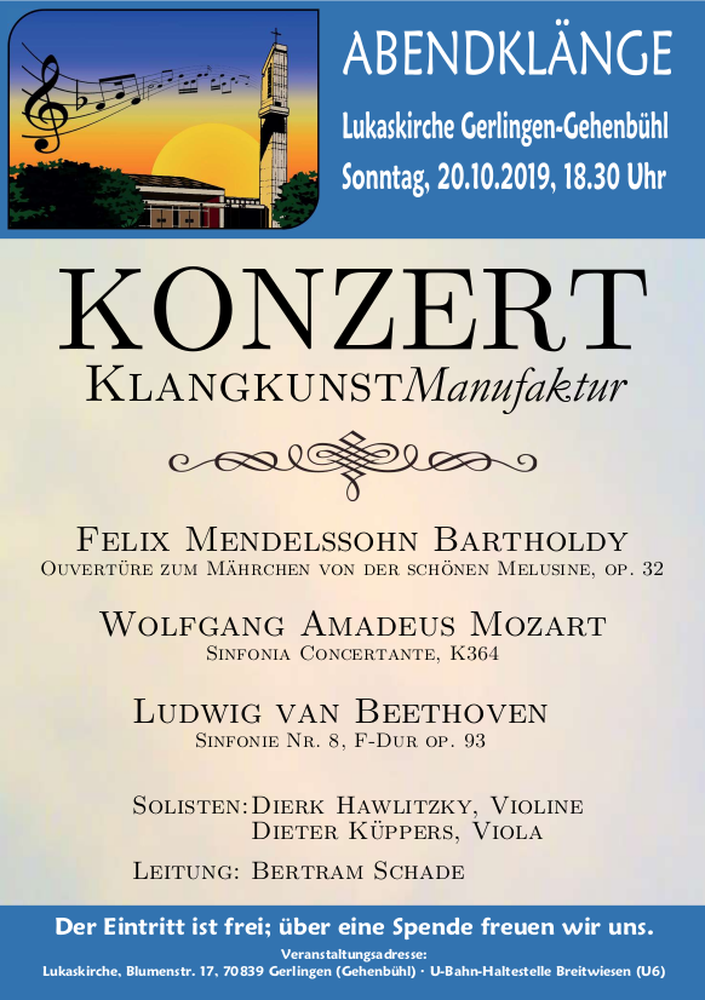 ABENDKLÄNGE
Lukaskirche Gerlingen-Gehenbühl
Sonntag, 20.10.2019, 18.30 Uhr
KONZERT
KLANGKUNSTManufaktur
FELIX MENDELSSOHN BARTHOLDY
OUVERTÜRE ZUM MÄHRCHEN VON DER SCHÖNEN MELUSINE, OP. 32
WOLFGANG AMADEUS MOZART
SINFONIA CONCERTANTE, K364
LUDWIG VAN BEETHOVEN
SINFONIE NR. 8, F-DUR OP. 93
SOLISTEN: DIERK HAWLITZKY, VIOLINE
DIETER KÜPPERS, VIOLA
LEITUNG: BERTRAM SCHADE
Der Eintritt ist frei; über eine Spende freuen wir uns.
Veranstaltungsadresse:
Lukaskirche, Blumenstr. 17, 70839 Gerlingen (Gehenbühl) · U-Bahn-Haltestelle Breitwiesen (U6)